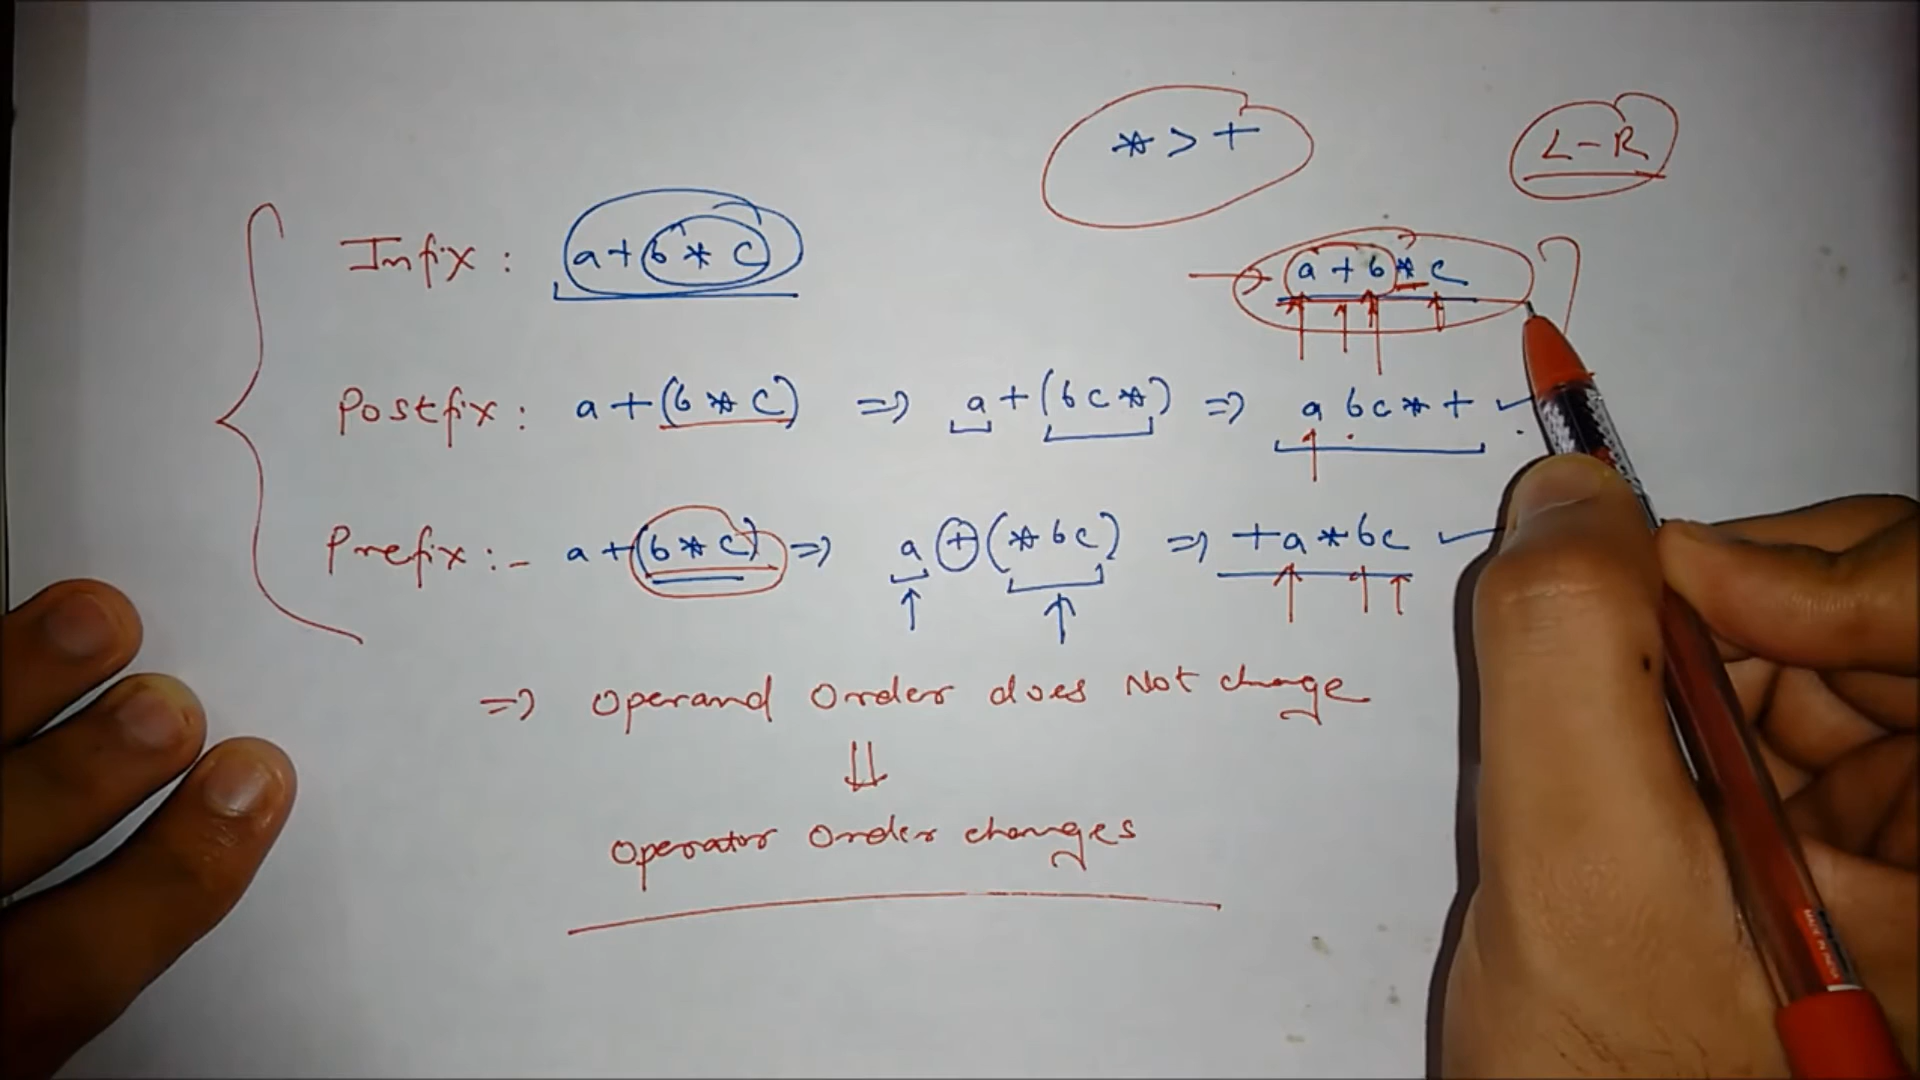 * > +
L-R
Infix : a+b * c
a+b*c
Postfix : a+(b*c) => a+(bc*) => abc*+
Prefix :- a+(b*c) => a+(*bc) => +a*bc
=> Operand Order does Not change
Operator Order changes